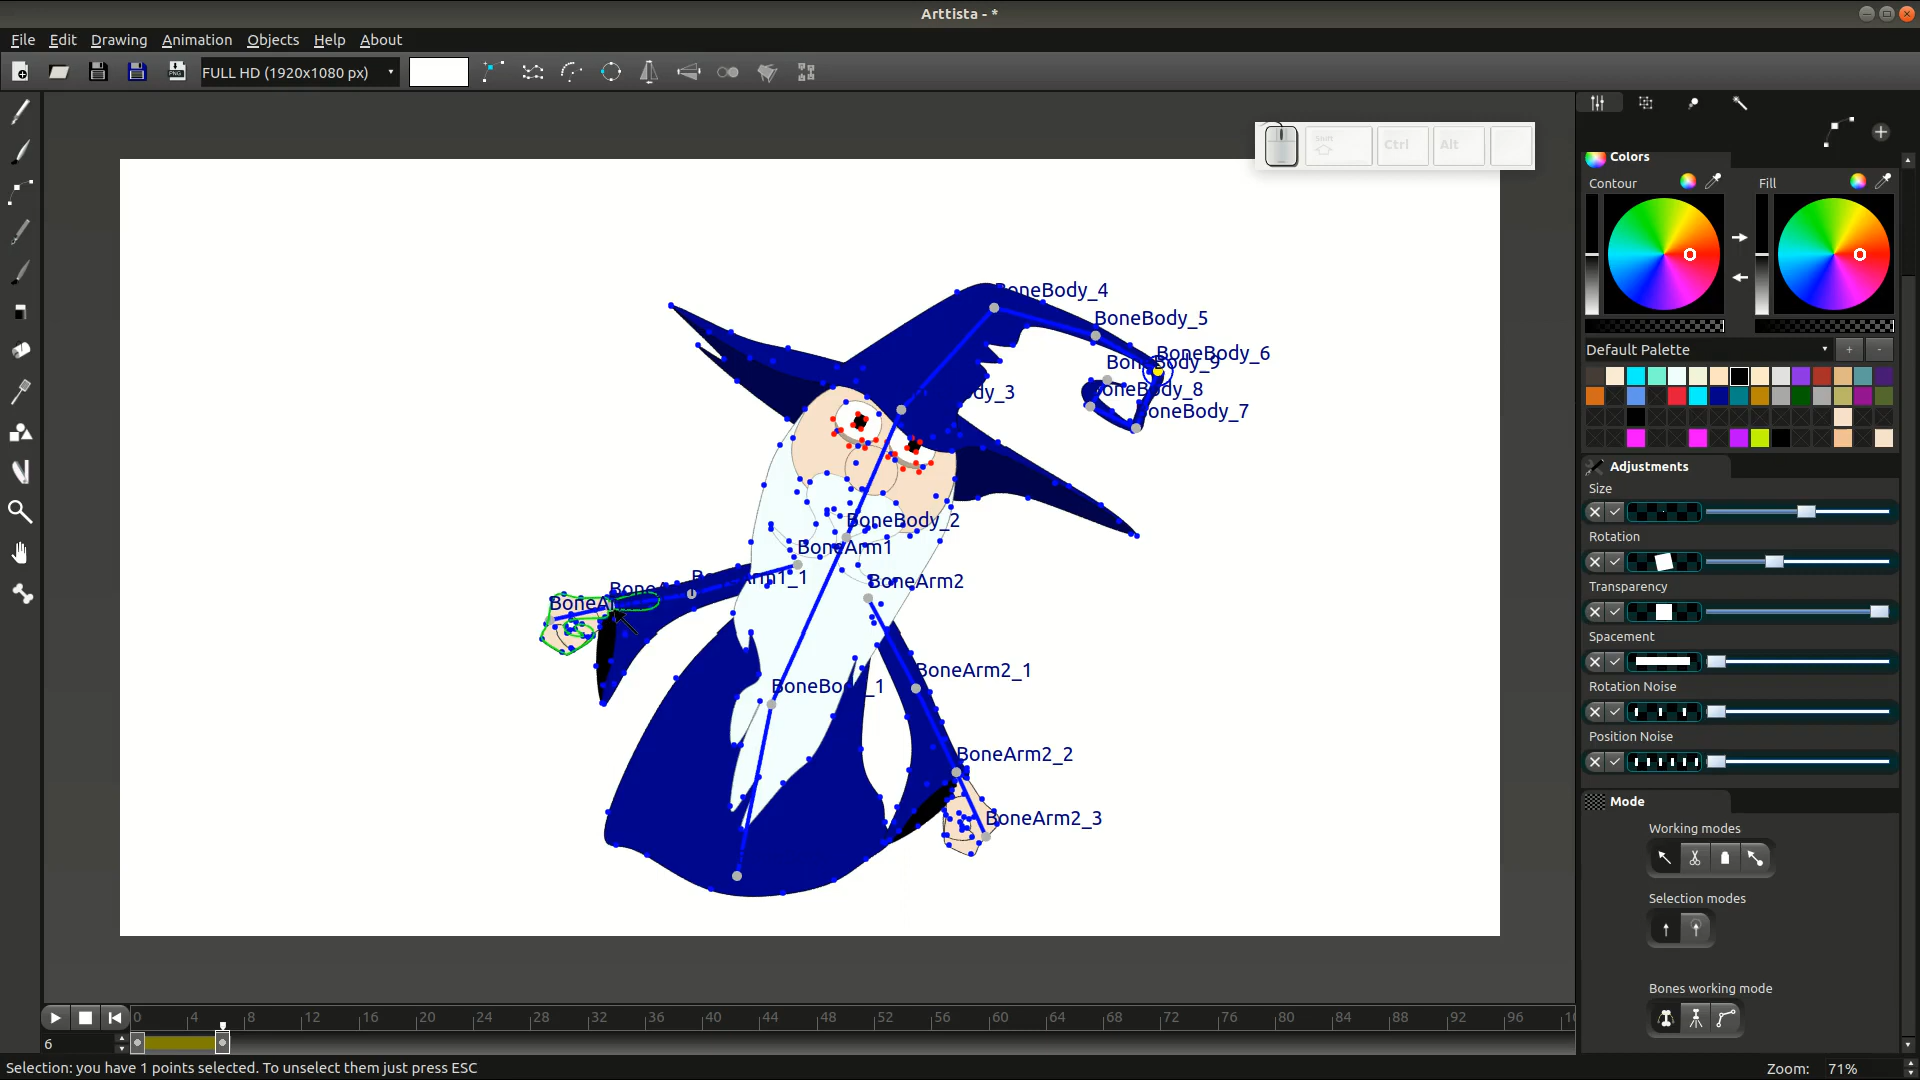 Arttista - *
File Edit Drawing Animation Objects Help About
FULL HD (1920x1080 px)
Shift Ctrl Alt
Colors
Contour Fill
Default Palette + -
Adjustments
Size
Rotation
Transparency
Spacement
Rotation Noise
Position Noise
Mode
Working modes
Selection modes
Bones working mode
BoneBody_4
BoneBody_5
BoneBody_6
BoneBody_8
BoneBody_7
BoneBody_2
BoneArm1
BoneArm2
BoneArm2_1
BoneArm2_2
BoneArm2_3
0 4 8 12 16 20 24 28 32 36 40 44 48 52 56 60 64 68 72 76 80 84 88 92 96
6
Selection: you have 1 points selected. To unselect them just press ESC
Zoom: 71%